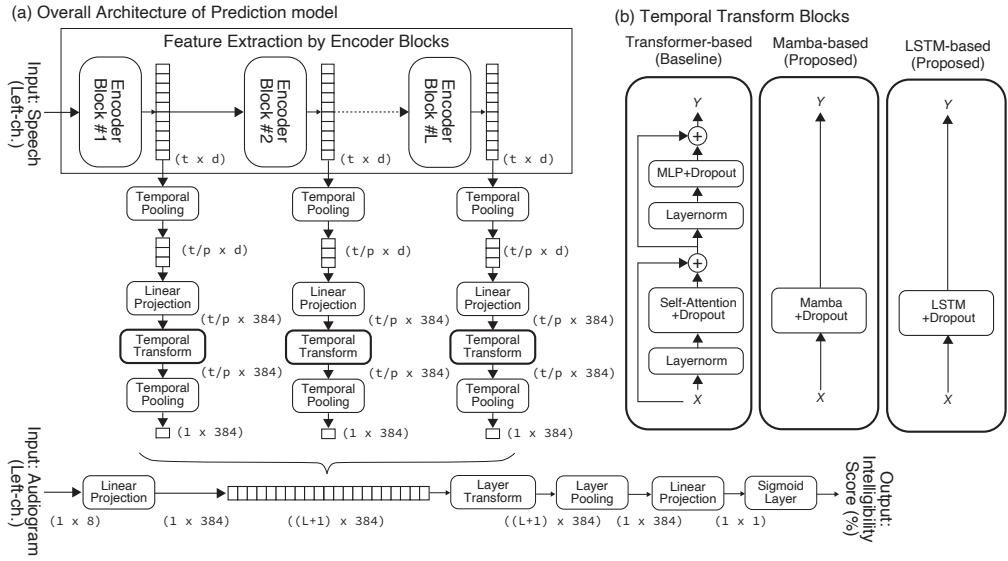 (a) Overall Architecture of Prediction model
Feature Extraction by Encoder Blocks
Input: Speech
(Left-ch.)
Encoder
Block #1
Encoder
Block #2
Encoder
Block #L
(t x d)
(t x d)
(t x d)
Temporal
Pooling
Temporal
Pooling
Temporal
Pooling
(t/p x d)
(t/p x d)
(t/p x d)
Linear
Projection
Linear
Projection
Linear
Projection
(t/p x 384)
(t/p x 384)
(t/p x 384)
Temporal
Transform
Temporal
Transform
Temporal
Transform
(t/p x 384)
(t/p x 384)
(t/p x 384)
Temporal
Pooling
Temporal
Pooling
Temporal
Pooling
(1 x 384)
(1 x 384)
(1 x 384)
Input: Audiogram
(Left-ch.)
(1 x 8)
Linear
Projection
(1 x 384)
((L+1) x 384)
Layer
Transform
((L+1) x 384)
Layer
Pooling
(1 x 384)
Linear
Projection
(1 x 1)
Sigmoid
Layer
Output:
Intelligibility
Score (%)
(b) Temporal Transform Blocks
Transformer-based
(Baseline)
Y
+
MLP+Dropout
Layernorm
+
Self-Attention
+Dropout
Layernorm
X
Mamba-based
(Proposed)
Y
Mamba
+Dropout
X
LSTM-based
(Proposed)
Y
LSTM
+Dropout
X